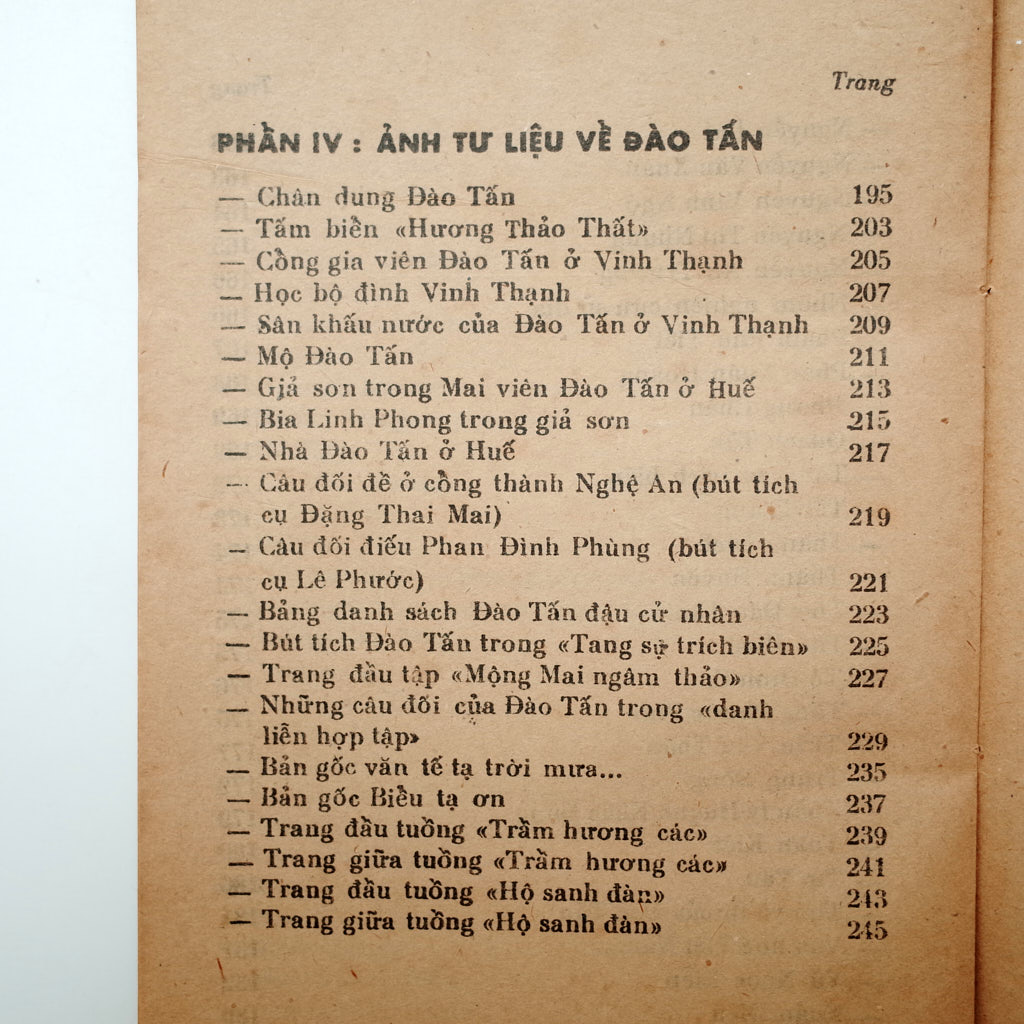 Trang
PHẦN IV : ẢNH TƯ LIỆU VỀ ĐÀO TẤN
— Chân dung Đào Tấn 195
— Tấm biển «Hương Thảo Thất» 203
— Cổng gia viên Đào Tấn ở Vinh Thạnh 205
— Học bộ đình Vinh Thạnh 207
— Sân khấu nước của Đào Tấn ở Vinh Thạnh 209
— Mộ Đào Tấn 211
— Giả sơn trong Mai viên Đào Tấn ở Huế 213
— Bia Linh Phong trong giả sơn 215
— Nhà Đào Tấn ở Huế 217
— Câu đối đề ở cổng thành Nghệ An (bút tích
cụ Đặng Thai Mai) 219
— Câu đối điếu Phan Đình Phùng (bút tích
cụ Lê Phước) 221
— Bảng danh sách Đào Tấn đậu cử nhân 223
— Bút tích Đào Tấn trong «Tang sự trích biên» 225
— Trang đầu tập «Mộng Mai ngâm thảo» 227
— Những câu đối của Đào Tấn trong «danh
liễn hợp tập» 229
— Bản gốc văn tế tạ trời mưa... 235
— Bản gốc Biểu tạ ơn 237
— Trang đầu tuồng «Trầm hương các» 239
— Trang giữa tuồng «Trầm hương các» 241
— Trang đầu tuồng «Hộ sanh đàn» 243
— Trang giữa tuồng «Hộ sanh đàn» 245